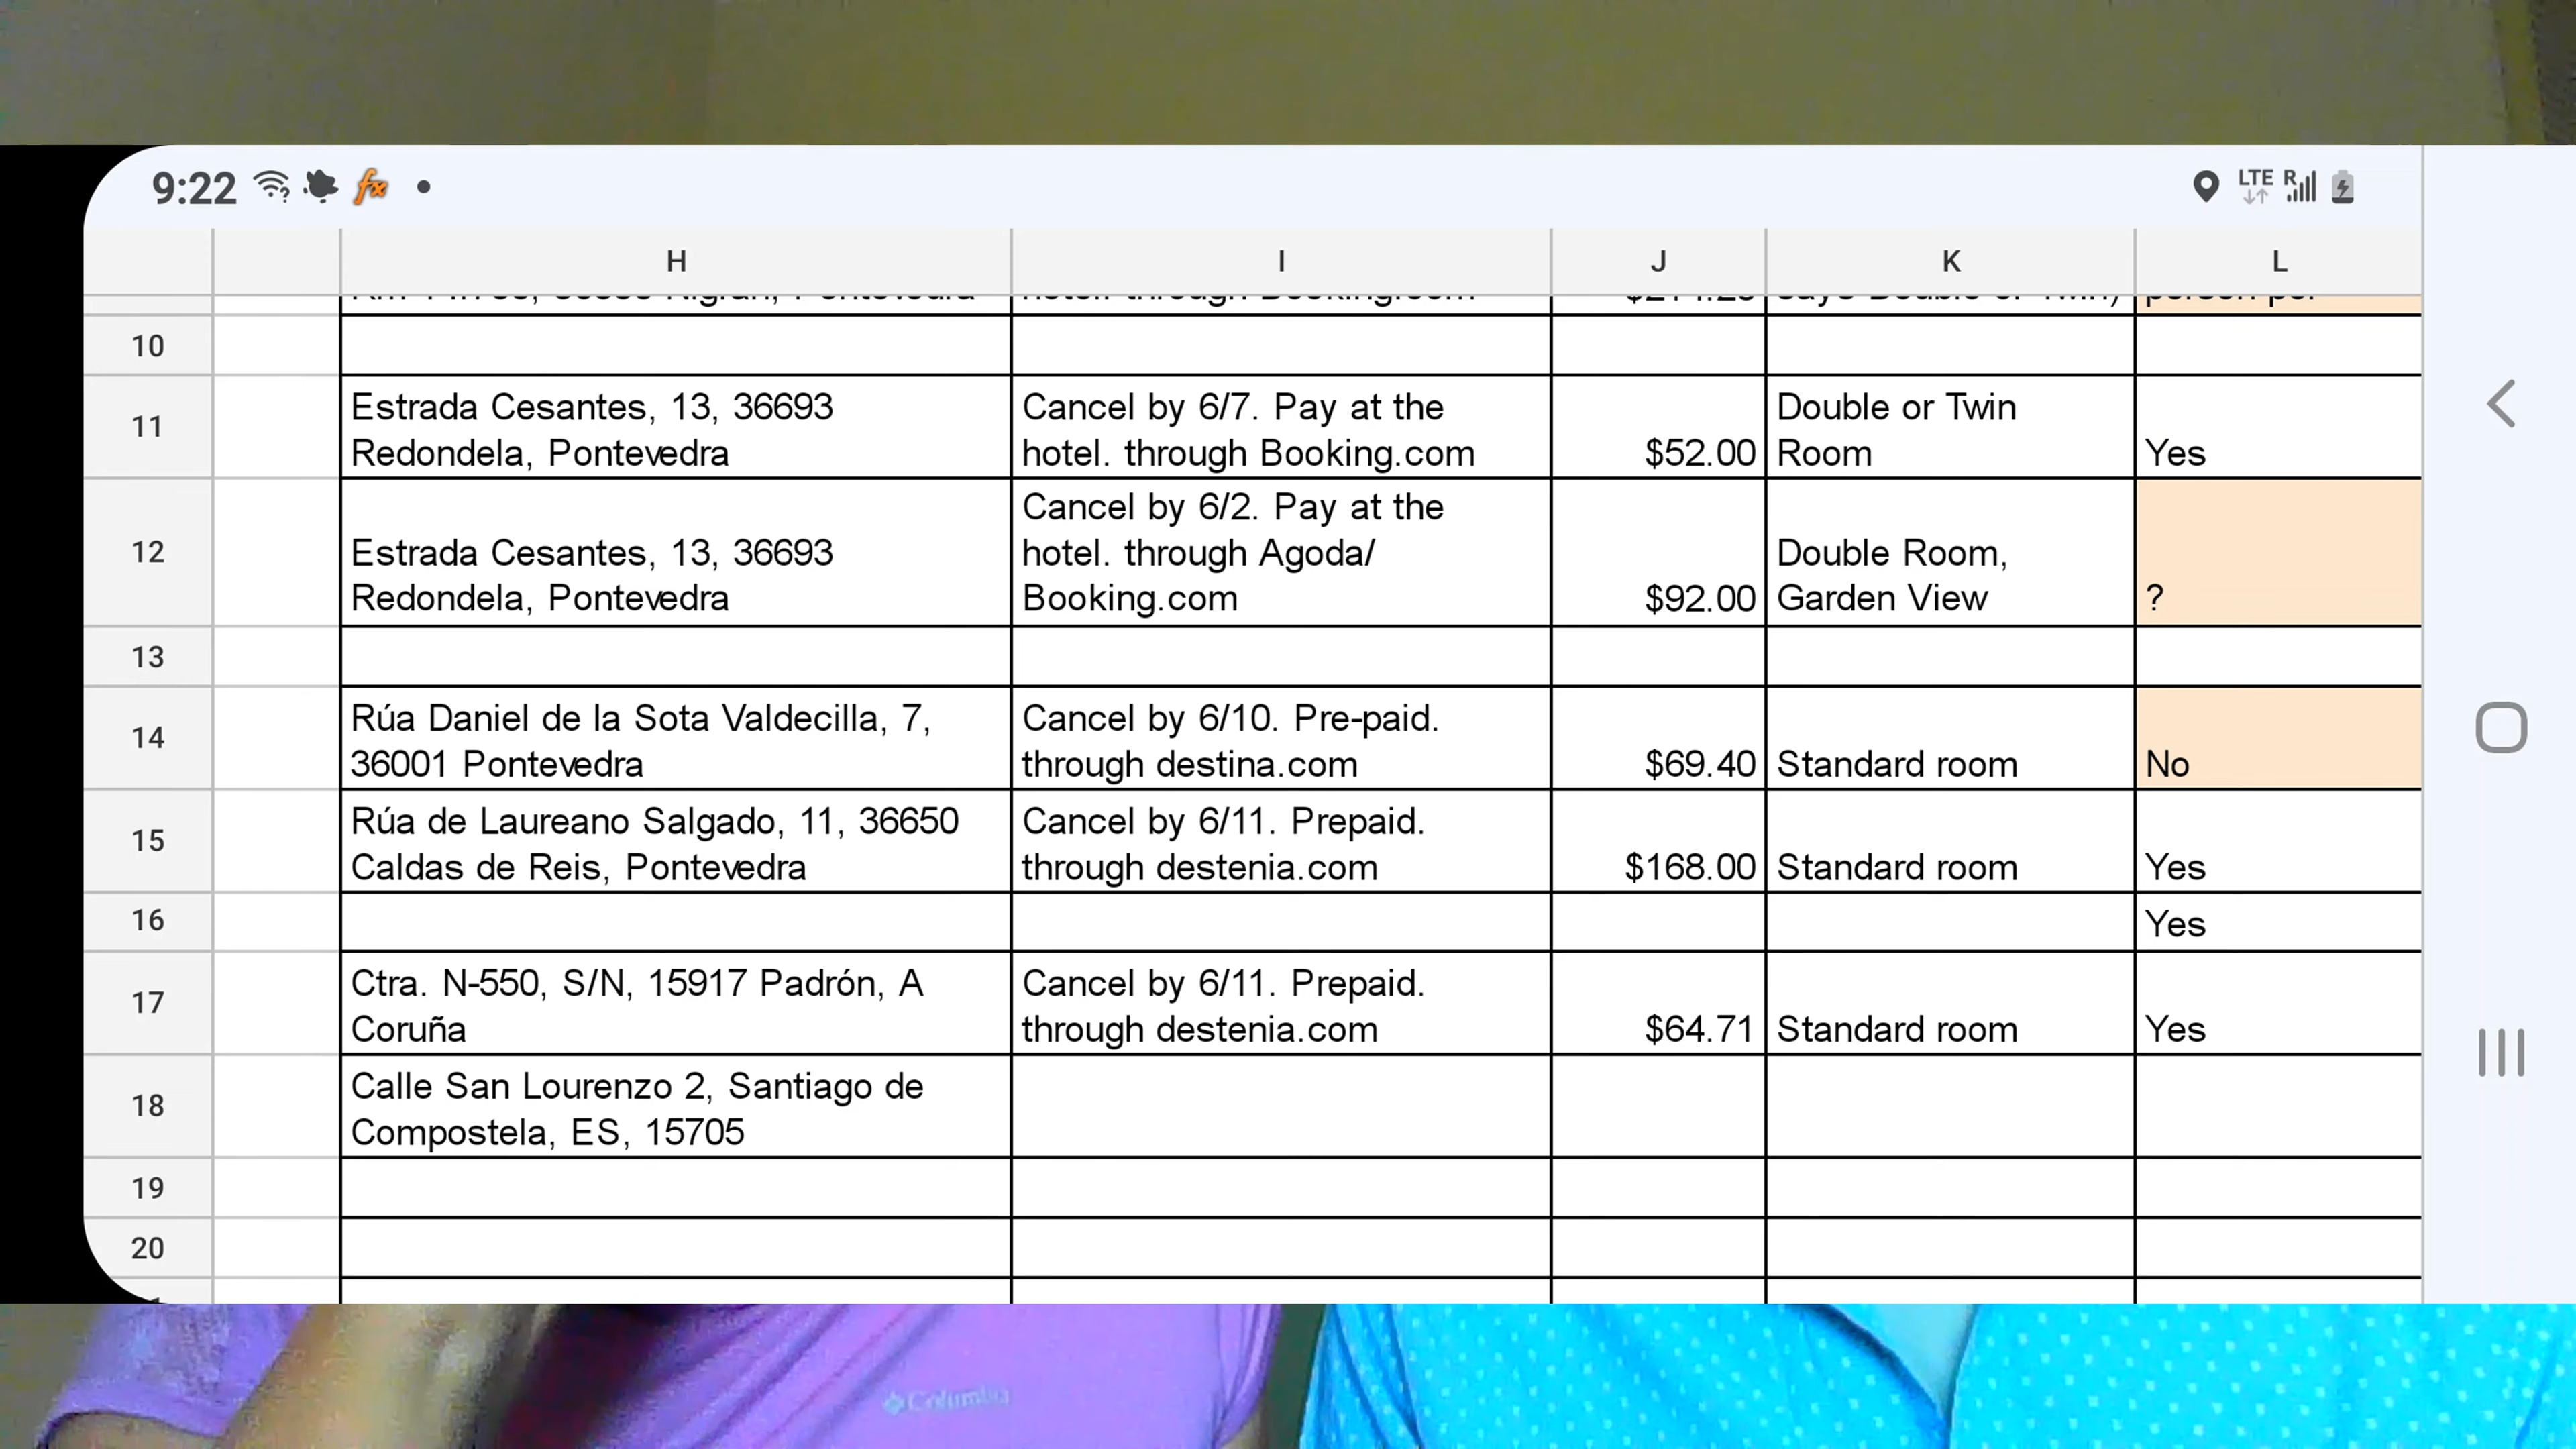 9:22
LTE R
H I J K L
10
11 Estrada Cesantes, 13, 36693 Cancel by 6/7. Pay at the Double or Twin
Redondela, Pontevedra hotel. through Booking.com $52.00 Room Yes
Cancel by 6/2. Pay at the
12 Estrada Cesantes, 13, 36693 hotel. through Agoda/ Double Room,
Redondela, Pontevedra Booking.com $92.00 Garden View ?
13
14 Rúa Daniel de la Sota Valdecilla, 7, Cancel by 6/10. Pre-paid.
36001 Pontevedra through destina.com $69.40 Standard room No
15 Rúa de Laureano Salgado, 11, 36650 Cancel by 6/11. Prepaid.
Caldas de Reis, Pontevedra through destenia.com $168.00 Standard room Yes
16 Yes
17 Ctra. N-550, S/N, 15917 Padrón, A Cancel by 6/11. Prepaid.
Coruña through destenia.com $64.71 Standard room Yes
18 Calle San Lourenzo 2, Santiago de
Compostela, ES, 15705
19
20
Columbia